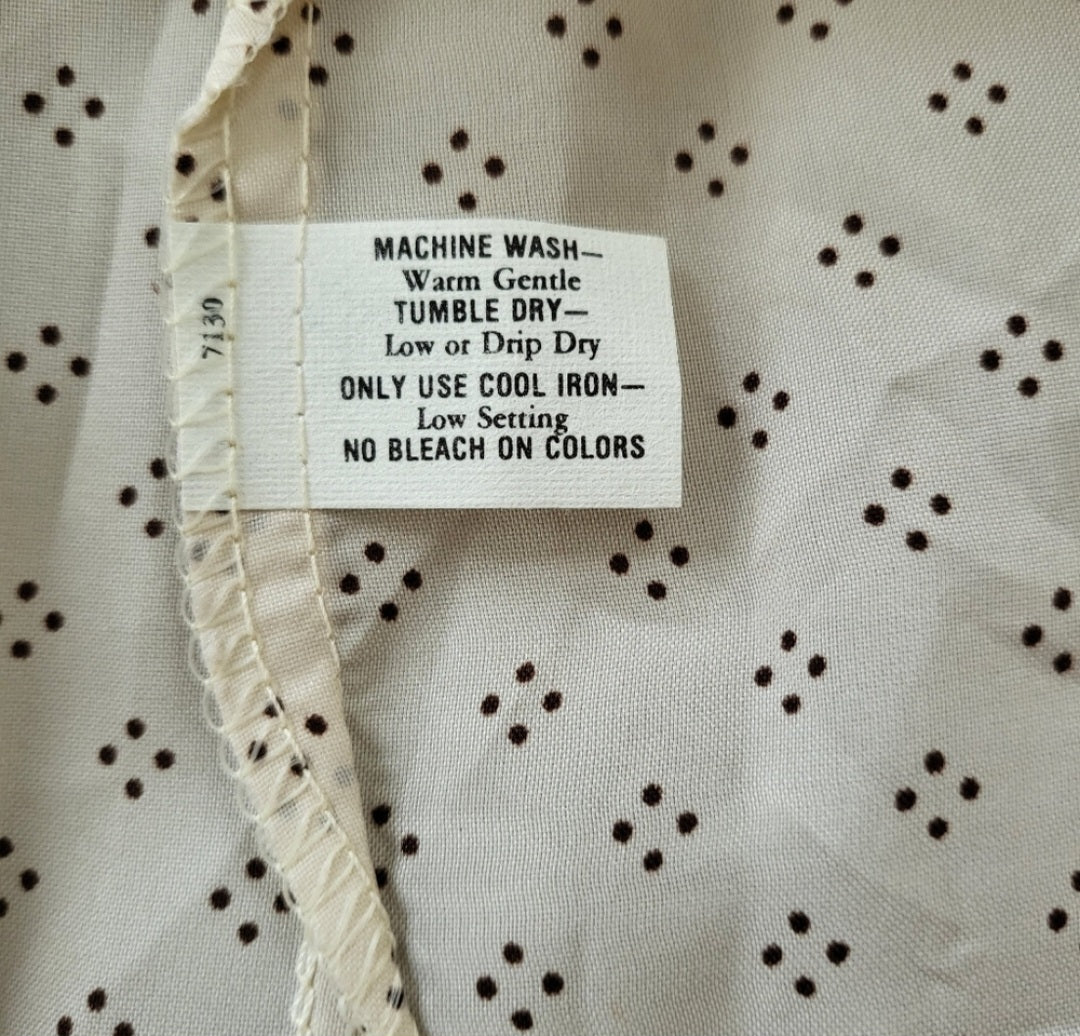 MACHINE WASH—
Warm Gentle
TUMBLE DRY—
Low or Drip Dry
ONLY USE COOL IRON—
Low Setting
NO BLEACH ON COLORS
7139